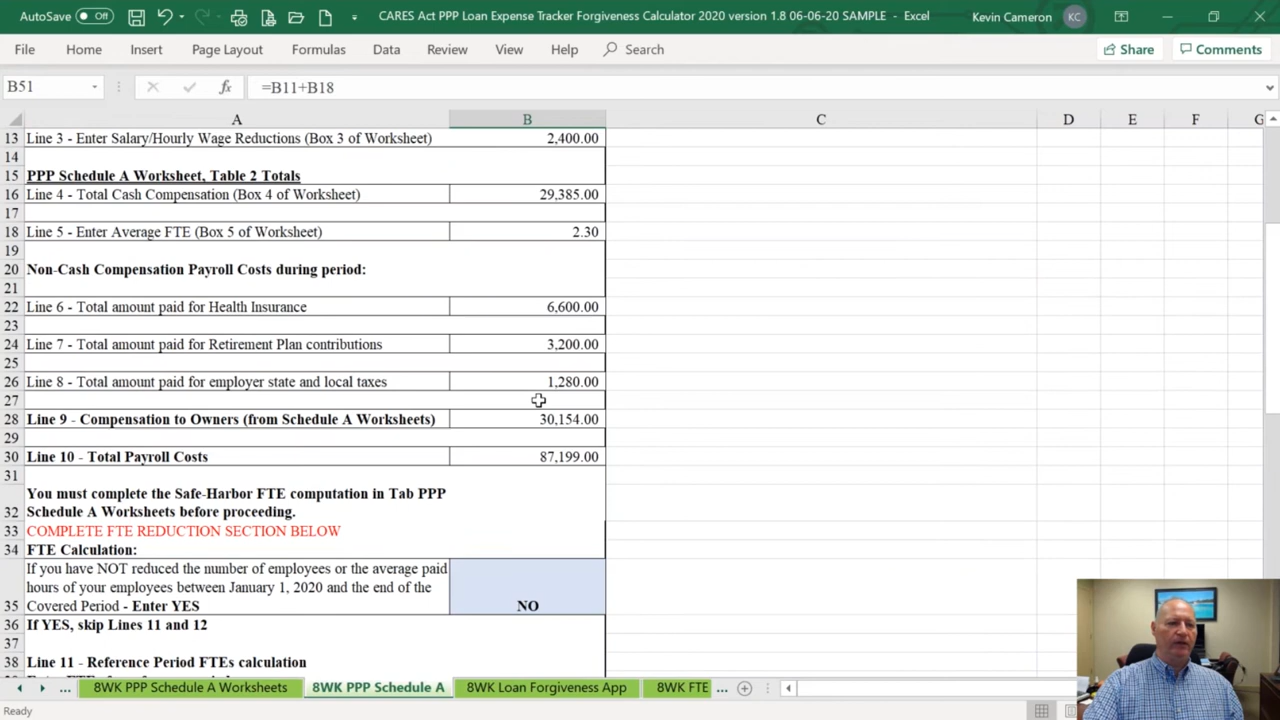 AutoSave Off
CARES Act PPP Loan Expense Tracker Forgiveness Calculator 2020 version 1.8 06-06-20 SAMPLE - Excel
Kevin Cameron KC
File Home Insert Page Layout Formulas Data Review View Help Search Share Comments
B51 fx =B11+B18
A B C D E F G
13 Line 3 - Enter Salary/Hourly Wage Reductions (Box 3 of Worksheet) 2,400.00
14
15 PPP Schedule A Worksheet, Table 2 Totals
16 Line 4 - Total Cash Compensation (Box 4 of Worksheet) 29,385.00
17
18 Line 5 - Enter Average FTE (Box 5 of Worksheet) 2.30
19
20 Non-Cash Compensation Payroll Costs during period:
21
22 Line 6 - Total amount paid for Health Insurance 6,600.00
23
24 Line 7 - Total amount paid for Retirement Plan contributions 3,200.00
25
26 Line 8 - Total amount paid for employer state and local taxes 1,280.00
27
28 Line 9 - Compensation to Owners (from Schedule A Worksheets) 30,154.00
29
30 Line 10 - Total Payroll Costs 87,199.00
31
You must complete the Safe-Harbor FTE computation in Tab PPP
32 Schedule A Worksheets before proceeding.
33 COMPLETE FTE REDUCTION SECTION BELOW
34 FTE Calculation:
If you have NOT reduced the number of employees or the average paid
hours of your employees between January 1, 2020 and the end of the
35 Covered Period - Enter YES NO
36 If YES, skip Lines 11 and 12
37
38 Line 11 - Reference Period FTEs calculation
... 8WK PPP Schedule A Worksheets 8WK PPP Schedule A 8WK Loan Forgiveness App 8WK FTE ...
Ready